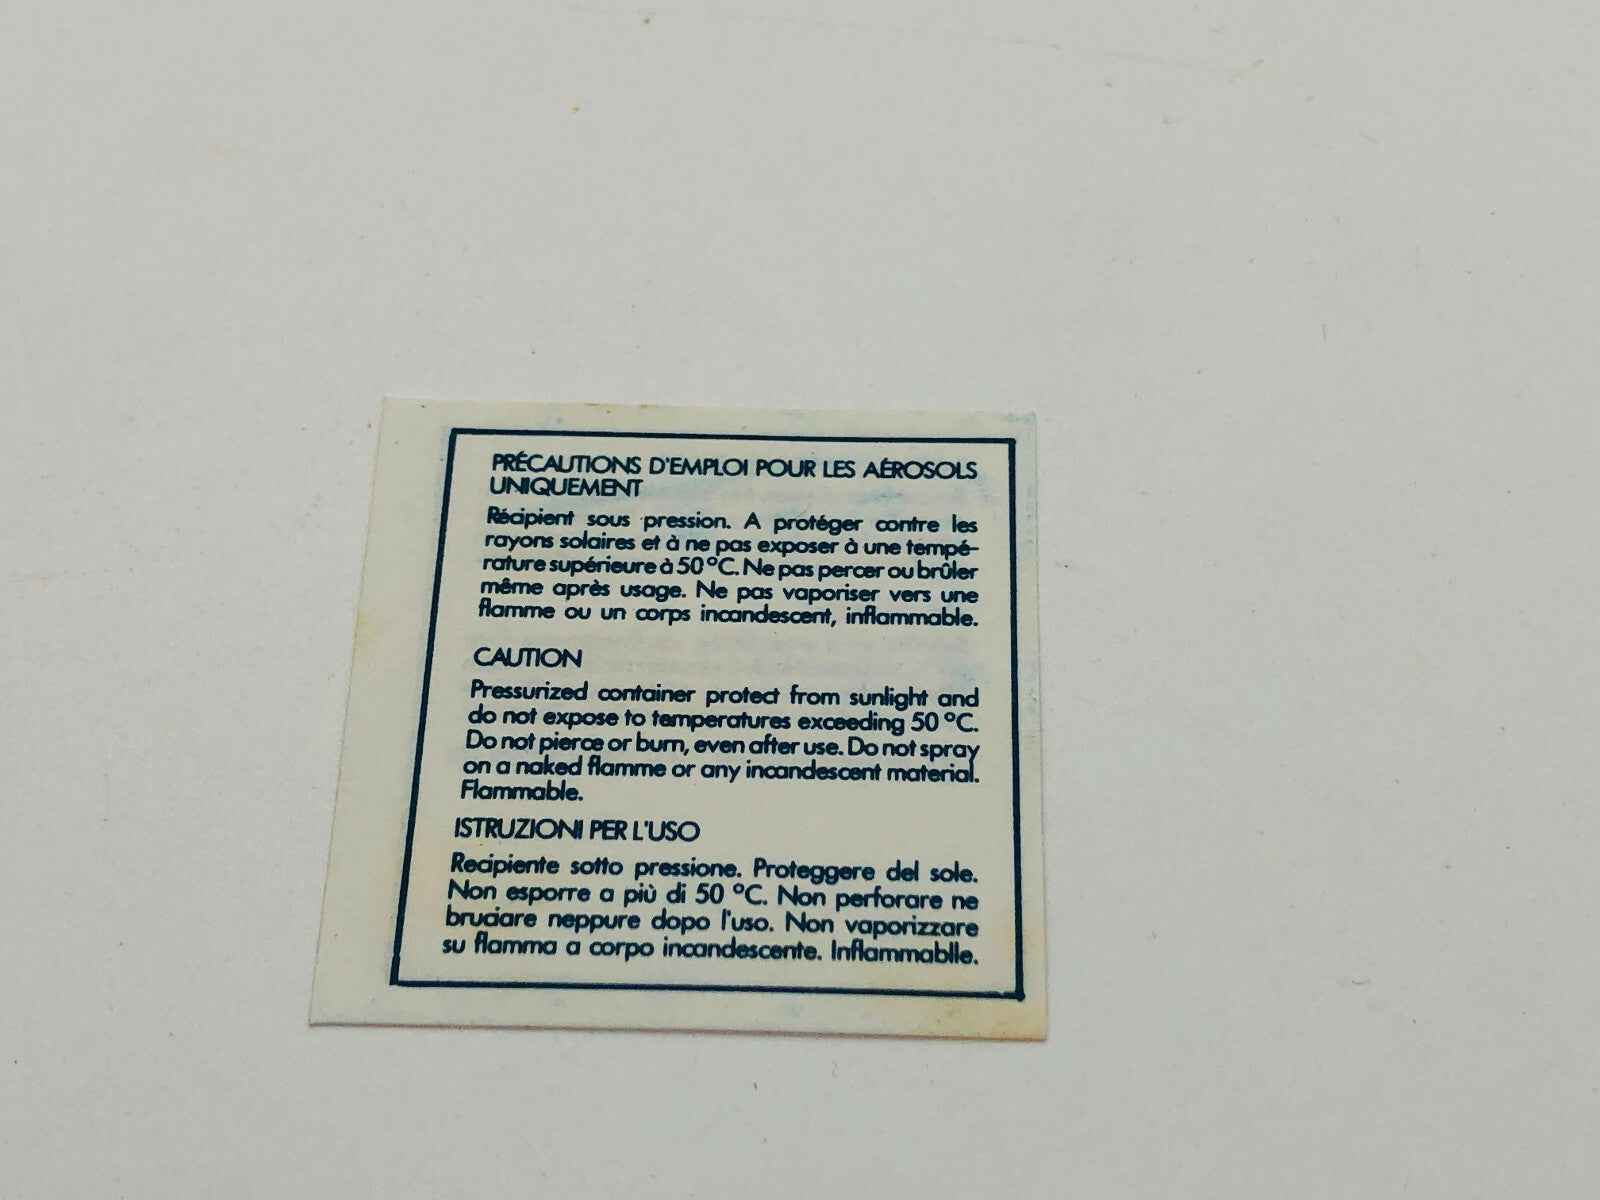 PRÉCAUTIONS D'EMPLOI POUR LES AÉROSOLS
UNIQUEMENT
Récipient sous pression. A protéger contre les
rayons solaires et à ne pas exposer à une tempé-
rature supérieure à 50 °C. Ne pas percer ou brûler
même après usage. Ne pas vaporiser vers une
flamme ou un corps incandescent, inflammable.
CAUTION
Pressurized container protect from sunlight and
do not expose to temperatures exceeding 50 °C.
Do not pierce or burn, even after use. Do not spray
on a naked flamme or any incandescent material.
Flammable.
ISTRUZIONI PER L'USO
Recipiente sotto pressione. Proteggere del sole.
Non esporre a più di 50 °C. Non perforare ne
bruciare neppure dopo l'uso. Non vaporizzare
su flamma a corpo incandescente. Inflammablle.